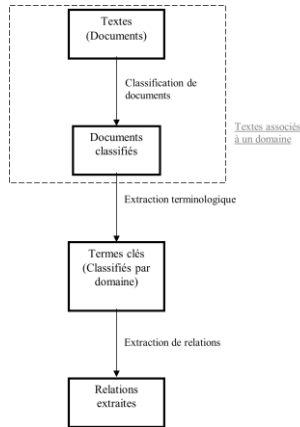 Textes
(Documents)
Classification de
documents
Documents
classifiés
Textes associés
à un domaine
Extraction terminologique
Termes clés
(Classifiés par
domaine)
Extraction de relations
Relations
extraites